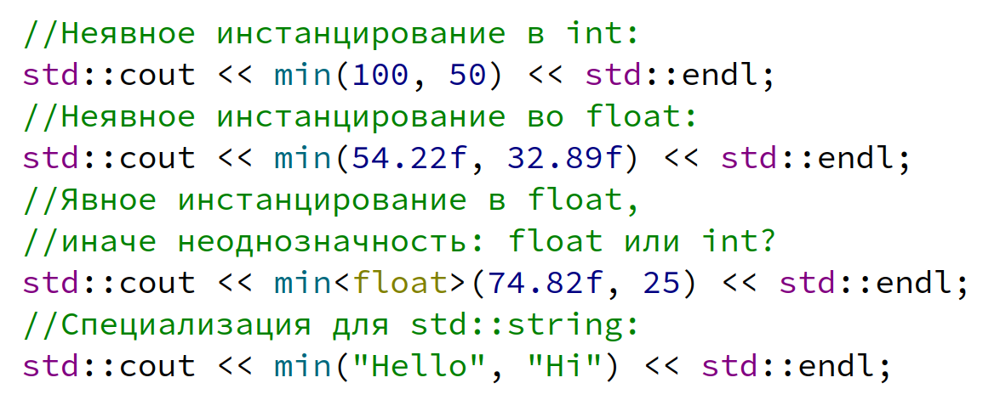 //Неявное инстанцирование в int:
std::cout << min(100, 50) << std::endl;
//Неявное инстанцирование во float:
std::cout << min(54.22f, 32.89f) << std::endl;
//Явное инстанцирование в float,
//иначе неоднозначность: float или int?
std::cout << min<float>(74.82f, 25) << std::endl;
//Специализация для std::string:
std::cout << min("Hello", "Hi") << std::endl;